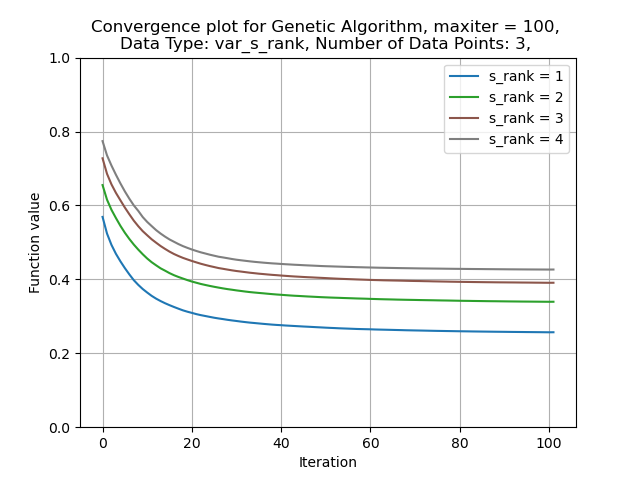 Convergence plot for Genetic Algorithm, maxiter = 100,
Data Type: var_s_rank, Number of Data Points: 3,
1.0
0.8
0.6
0.4
0.2
0.0
Function value
s_rank = 1
s_rank = 2
s_rank = 3
s_rank = 4
0 20 40 60 80 100
Iteration